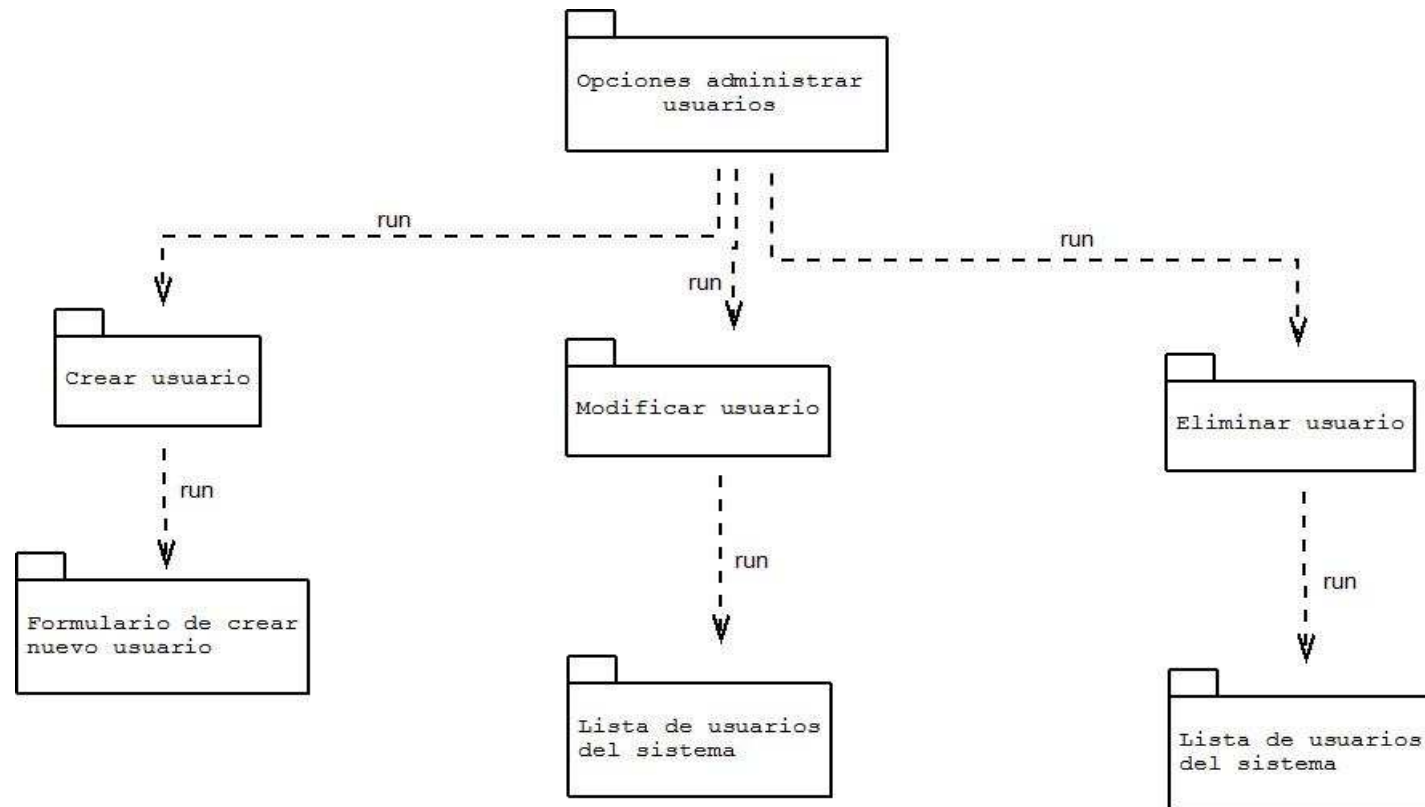 Opciones administrar
usuarios
run
run
run
Crear usuario
Modificar usuario
Eliminar usuario
run
run
run
Formulario de crear
nuevo usuario
Lista de usuarios
del sistema
Lista de usuarios
del sistema